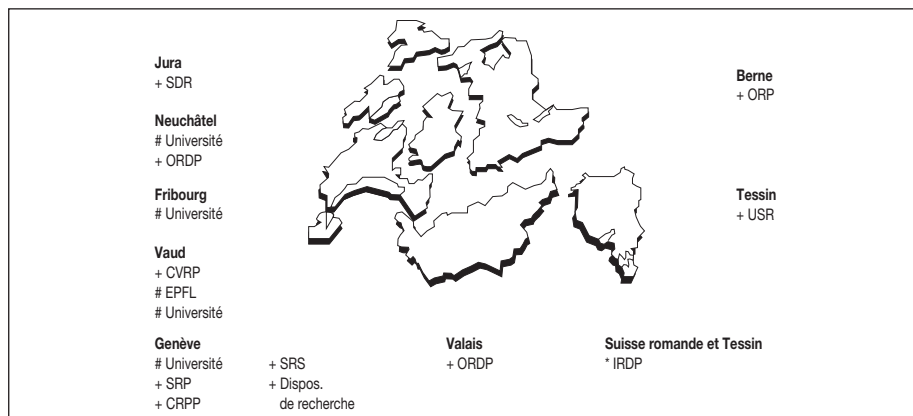 Jura
+ SDR
Neuchâtel
# Université
+ ORDP
Fribourg
# Université
Vaud
+ CVRP
# EPFL
# Université
Genève
# Université
+ SRP
+ CRPP
+ SRS
+ Dispos.
de recherche
Valais
+ ORDP
Suisse romande et Tessin
* IRDP
Berne
+ ORP
Tessin
+ USR